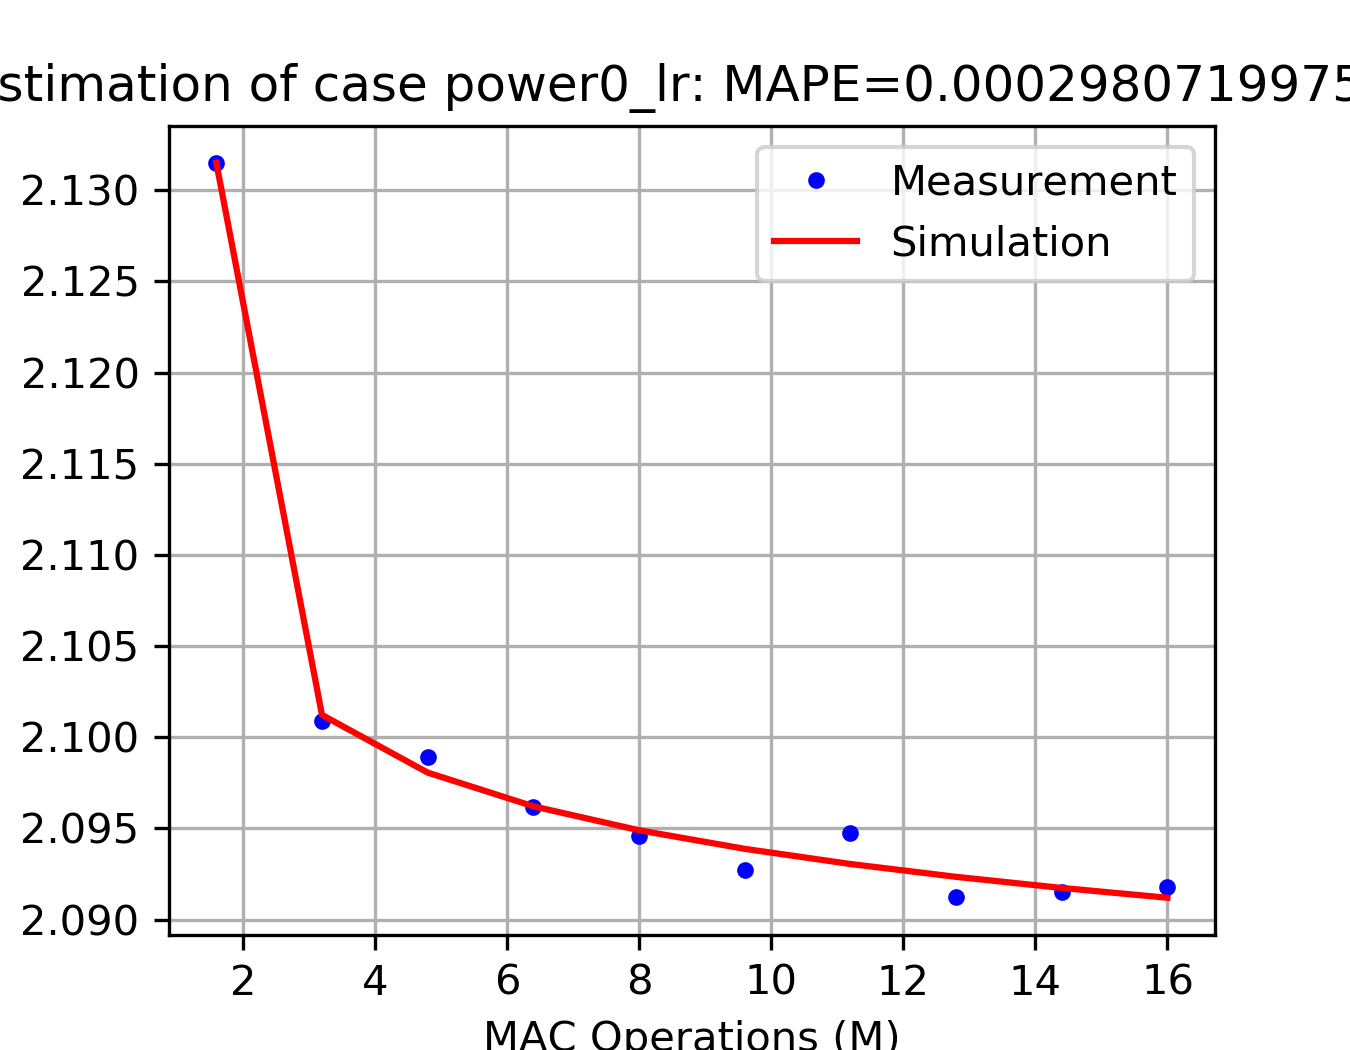 stimation of case power0_lr: MAPE=0.0002980719975
Measurement
Simulation
2.130
2.125
2.120
2.115
2.110
2.105
2.100
2.095
2.090
2 4 6 8 10 12 14 16
MAC Operations (M)